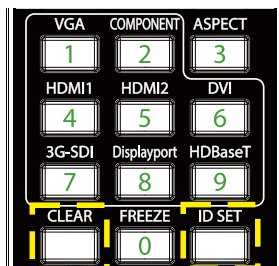 VGA COMPONENT ASPECT
1 2 3
HDMI1 HDMI2 DVI
4 5 6
3G-SDI Displayport HDBaseT
7 8 9
CLEAR FREEZE ID SET
0